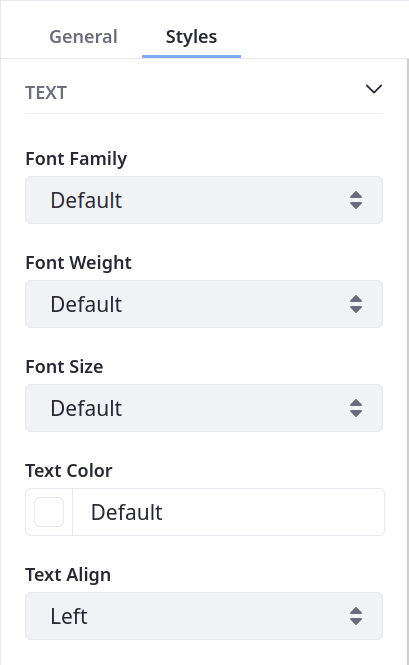 General Styles
TEXT
Font Family
Default
Font Weight
Default
Font Size
Default
Text Color
Default
Text Align
Left